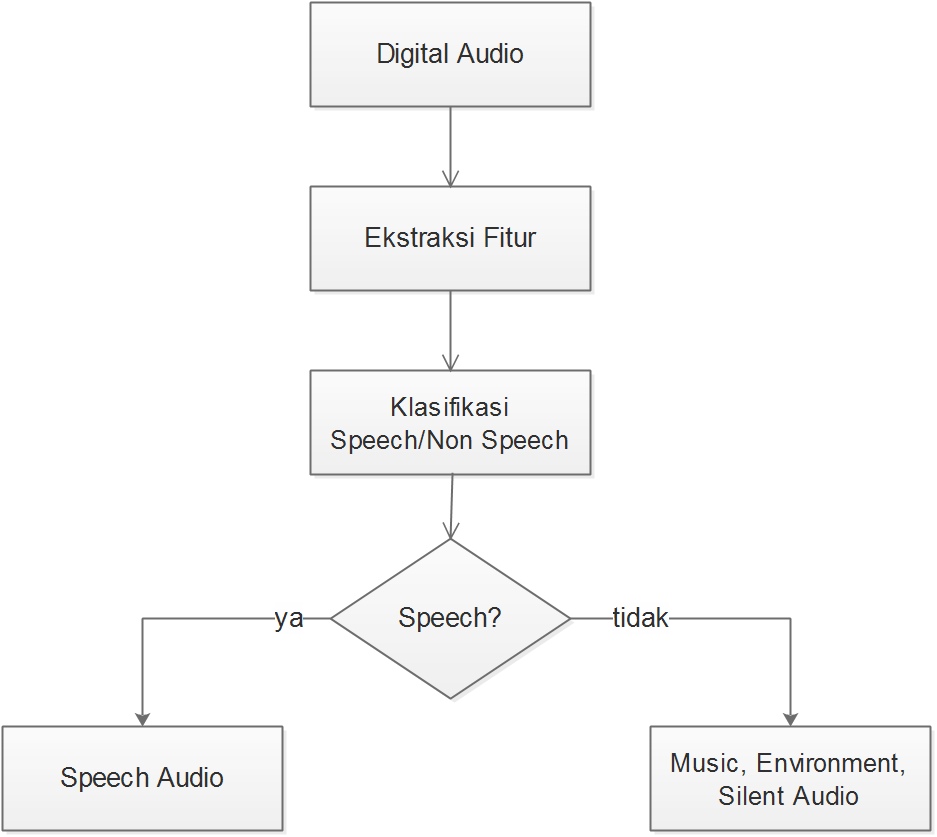 Digital Audio
Ekstraksi Fitur
Klasifikasi
Speech/Non Speech
Speech?
ya
tidak
Speech Audio
Music, Environment,
Silent Audio